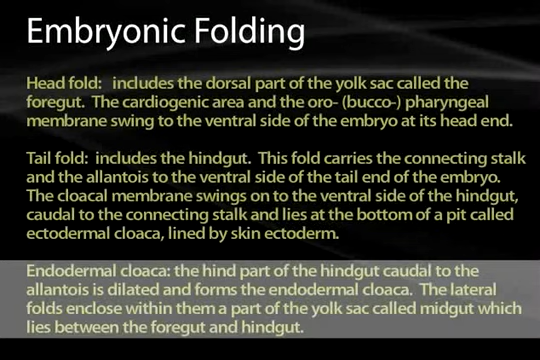 Embryonic Folding
Head fold: includes the dorsal part of the yolk sac called the
foregut. The cardiogenic area and the oro- (bucco-) pharyngeal
membrane swing to the ventral side of the embryo at its head end.
Tail fold: includes the hindgut. This fold carries the connecting stalk
and the allantois to the ventral side of the tail end of the embryo.
The cloacal membrane swings on to the ventral side of the hindgut,
caudal to the connecting stalk and lies at the bottom of a pit called
ectodermal cloaca, lined by skin ectoderm.
Endodermal cloaca: the hind part of the hindgut caudal to the
allantois is dilated and forms the endodermal cloaca. The lateral
folds enclose within them a part of the yolk sac called midgut which
lies between the foregut and hindgut.